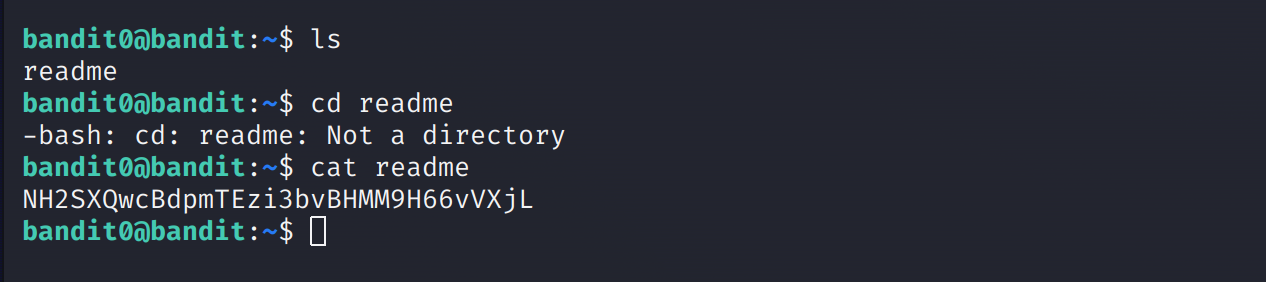 bandit0@bandit:~$ ls
readme
bandit0@bandit:~$ cd readme
-bash: cd: readme: Not a directory
bandit0@bandit:~$ cat readme
NH2SXQwcBdpmTEzi3bvBHMM9H66vVXjL
bandit0@bandit:~$